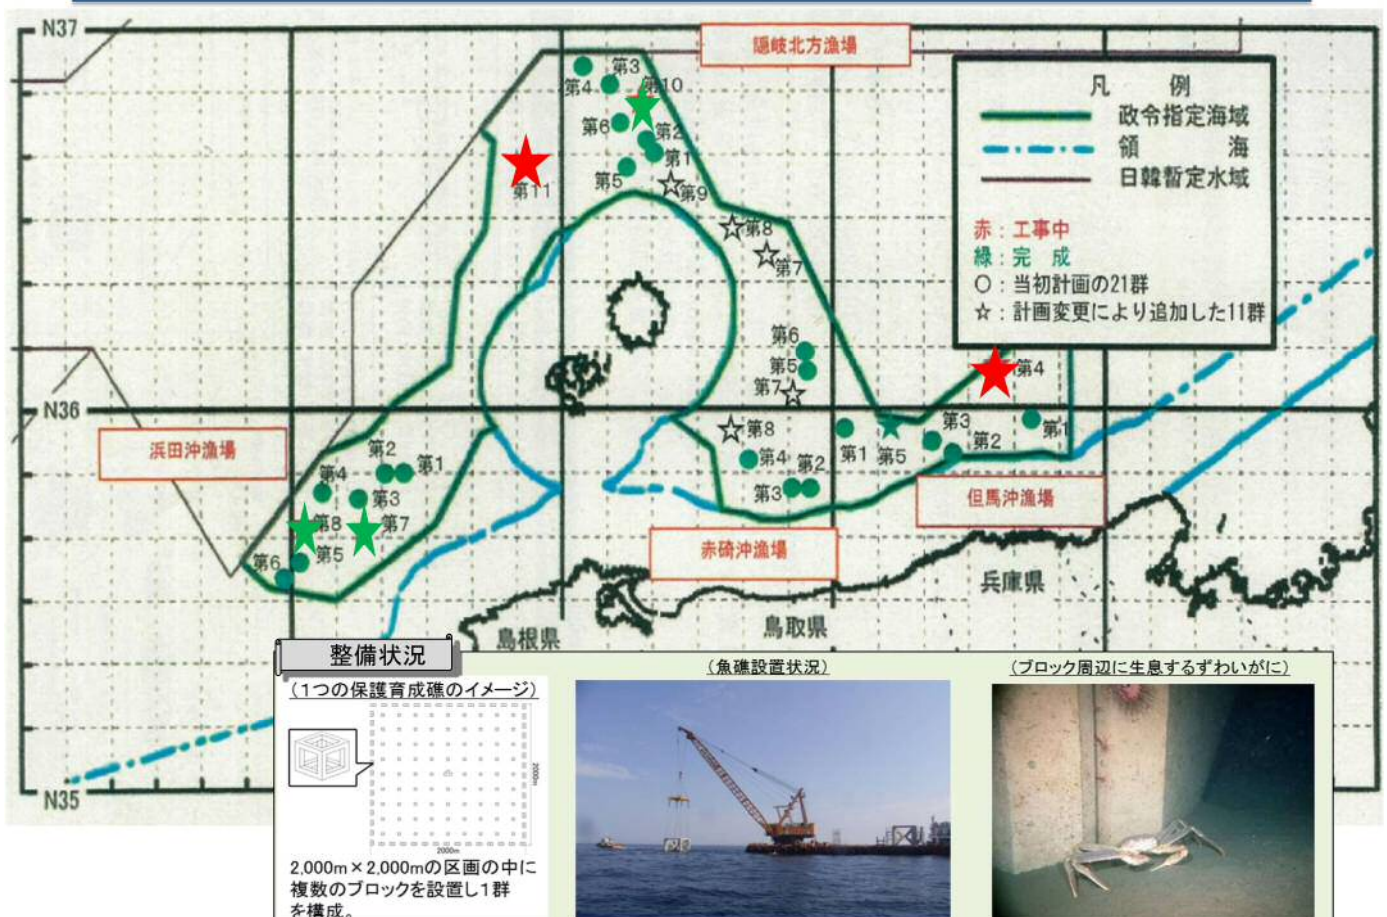 N37
隠岐北方漁場
第3
第4
第10
第6
第2
第1
第5
第9
第11
第8
第7
凡 例
政令指定海域
領 海
日韓暫定水域
赤：工事中
緑：完 成
○：当初計画の21群
☆：計画変更により追加した11群
第6
第5
第7
第4
N36
浜田沖漁場
第2
第1
第4
第3
第8
第7
第6
第5
第8
第4
第2
第3
第1
第5
第3
第2
第1
但馬沖漁場
赤碕沖漁場
兵庫県
鳥取県
島根県
N35
整備状況
(1つの保護育成礁のイメージ)
2000m
2000m
2,000m×2,000mの区画の中に
複数のブロックを設置し1群
を構成。
(魚礁設置状況)
(ブロック周辺に生息するずわいがに)